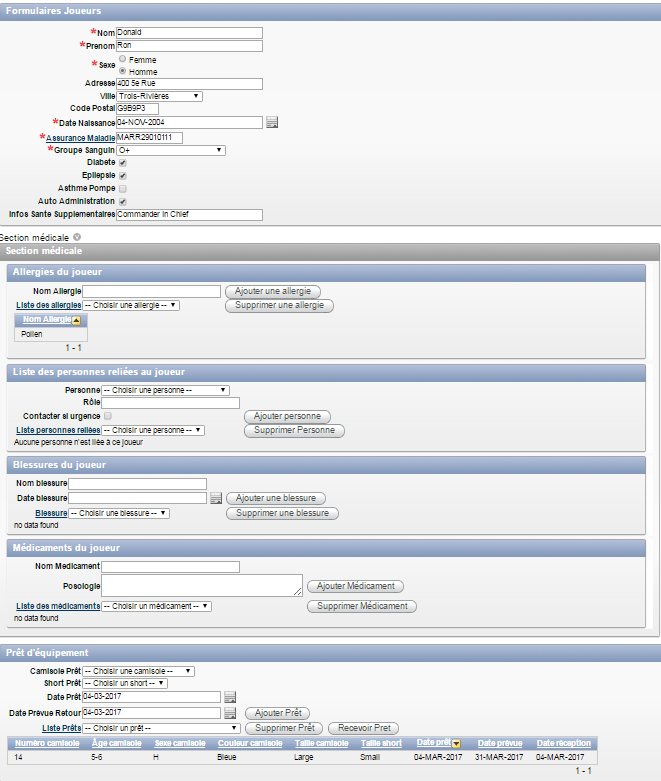 Formulaires Joueurs
*Nom Donald
*Prenom Ron
*Sexe Femme
Homme
Adresse 400 5e Rue
Ville Trois-Rivières
Code Postal G9B9P3
*Date Naissance 04-NOV-2004
*Assurance Maladie MARR29010111
*Groupe Sanguin O+
Diabete
Epilepsie
Asthme Pompe
Auto Administration
Infos Sante Supplementaires Commander in Chief
Section médicale
Section médicale
Allergies du joueur
Nom Allergie Ajouter une allergie
Liste des allergies -- Choisir une allergie -- Supprimer une allergie
Nom Allergie
Pollen
1 - 1
Liste des personnes reliées au joueur
Personne -- Choisir une personne --
Rôle
Contacter si urgence Ajouter personne
Liste personnes reliées -- Choisir une personne -- Supprimer Personne
Aucune personne n'est liée à ce joueur
Blessures du joueur
Nom blessure
Date blessure Ajouter une blessure
Blessure -- Choisir une blessure -- Supprimer une blessure
no data found
Médicaments du joueur
Nom Medicament
Posologie Ajouter Médicament
Liste des médicaments -- Choisir un médicament -- Supprimer Médicament
no data found
Prêt d'équipement
Camisole Prêt -- Choisir une camisole --
Short Prêt -- Choisir un short --
Date Prêt 04-03-2017
Date Prévue Retour 04-03-2017 Ajouter Prêt
Liste Prêts -- Choisir un prêt -- Supprimer Prêt Recevoir Pret
Numéro camisole Âge camisole Sexe camisole Couleur camisole Taille camisole Taille short Date prêt Date prévue Date réception
14 5-6 H Bleue Large Small 04-MAR-2017 31-MAR-2017 04-MAR-2017
1 - 1